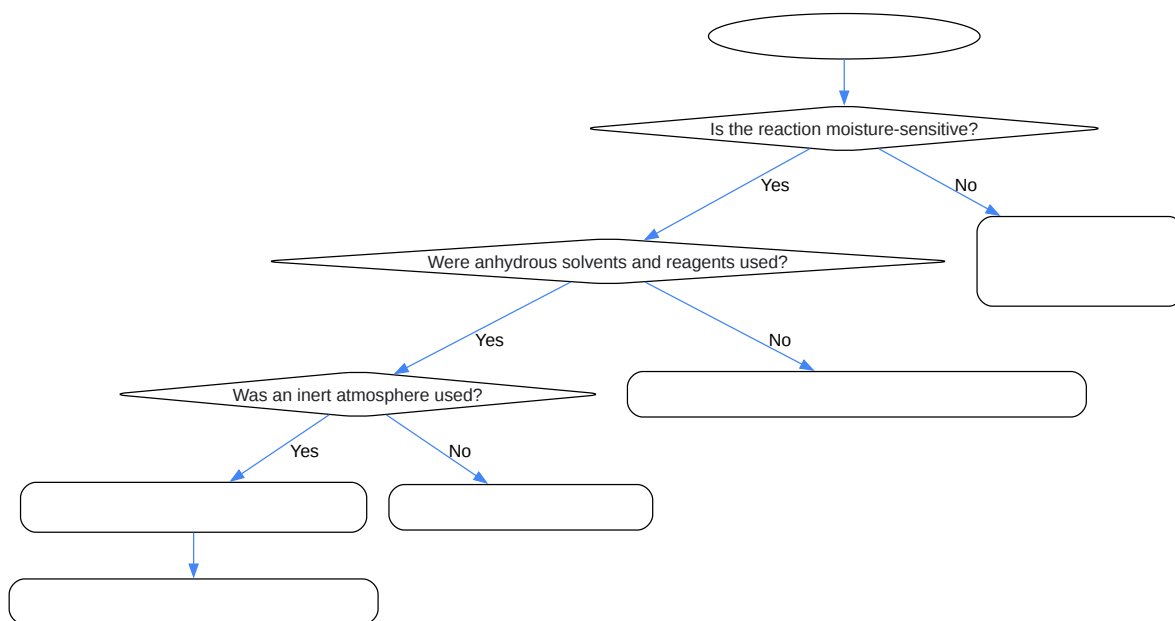 Is the reaction moisture-sensitive?
Yes
No
Were anhydrous solvents and reagents used?
Yes
No
Was an inert atmosphere used?
Yes
No